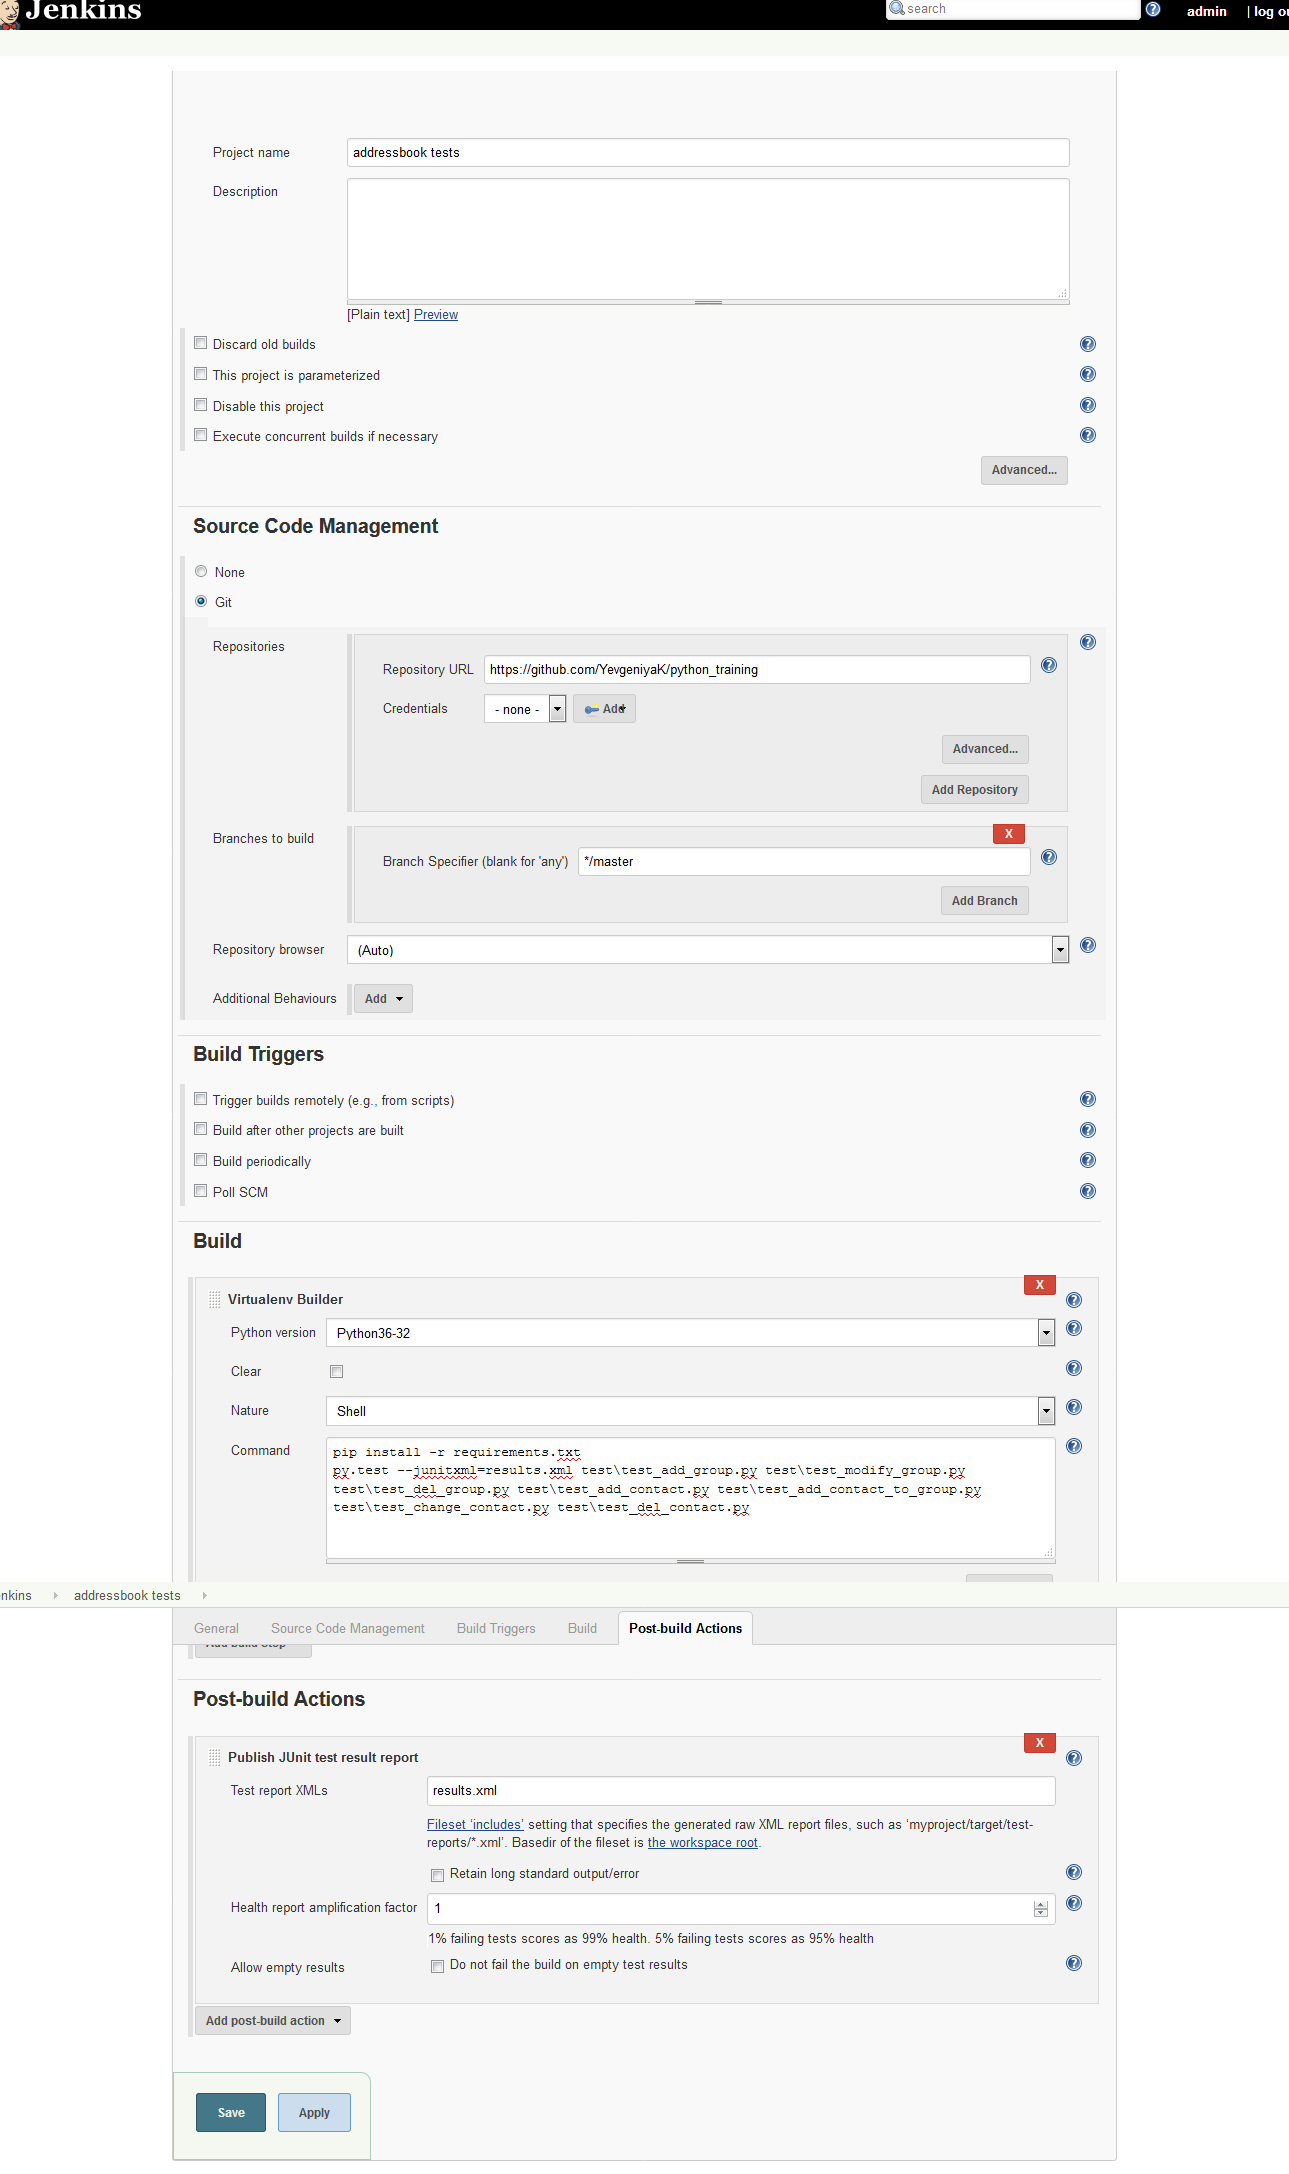 Jenkins
search
admin
| log ou
Project name
addressbook tests
Description
[Plain text] Preview
Discard old builds
This project is parameterized
Disable this project
Execute concurrent builds if necessary
Advanced...
Source Code Management
None
Git
Repositories
Repository URL
https://github.com/YevgeniyaK/python_training
Credentials
- none -
Add
Advanced...
Add Repository
Branches to build
X
Branch Specifier (blank for 'any')
*/master
Add Branch
Repository browser
(Auto)
Additional Behaviours
Add
Build Triggers
Trigger builds remotely (e.g., from scripts)
Build after other projects are built
Build periodically
Poll SCM
Build
X
Virtualenv Builder
Python version
Python36-32
Clear
Nature
Shell
Command
pip install -r requirements.txt
py.test --junitxml=results.xml test\test_add_group.py test\test_modify_group.py
test\test_del_group.py test\test_add_contact.py test\test_add_contact_to_group.py
test\test_change_contact.py test\test_del_contact.py
enkins
addressbook tests
General
Source Code Management
Build Triggers
Build
Post-build Actions
Add build step
Post-build Actions
X
Publish JUnit test result report
Test report XMLs
results.xml
Fileset 'includes' setting that specifies the generated raw XML report files, such as 'myproject/target/test-
reports/*.xml'. Basedir of the fileset is the workspace root.
Retain long standard output/error
Health report amplification factor
1
1% failing tests scores as 99% health. 5% failing tests scores as 95% health
Allow empty results
Do not fail the build on empty test results
Add post-build action
Save
Apply